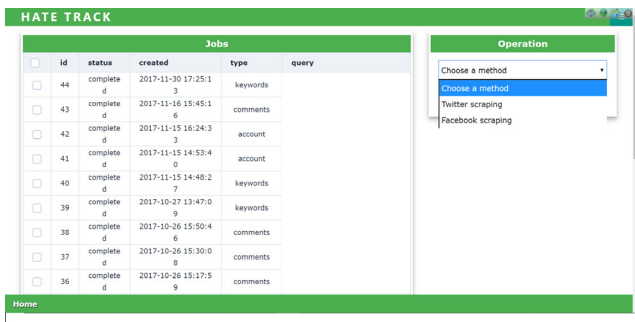 HATE TRACK
Jobs
id status created type query
44 complete d 2017-11-30 17:25:1 3 keywords
43 complete d 2017-11-16 15:45:1 6 comments
42 complete d 2017-11-15 16:24:3 3 account
41 complete d 2017-11-15 14:53:4 0 account
40 complete d 2017-11-15 14:48:2 7 keywords
39 complete d 2017-10-27 13:47:0 9 keywords
38 complete d 2017-10-26 15:50:4 6 comments
37 complete d 2017-10-26 15:30:0 8 comments
36 complete d 2017-10-26 15:17:5 9 comments
Operation
Choose a method
Choose a method
Twitter scraping
Facebook scraping
Home